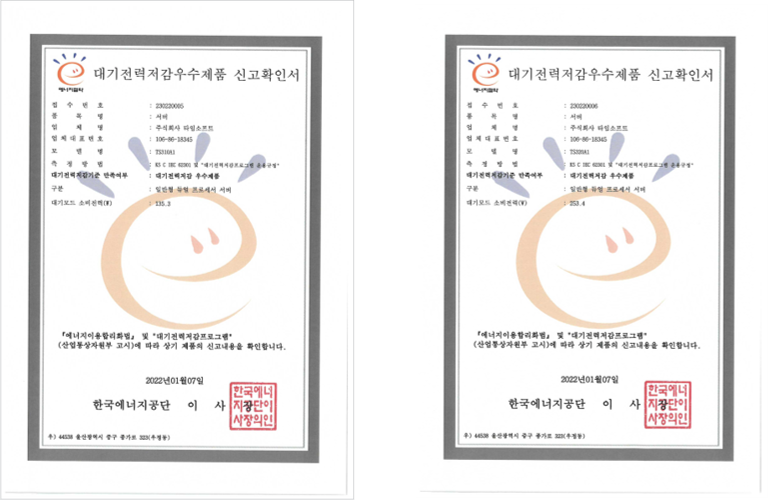 에너지공단
대기전력저감우수제품 신고확인서
접 수 번 호 : 230220005
품 목 명 : 서버
업 체 명 : 주식회사 타임소프트
업체대표번호 : 106-86-18345
모 델 명 : TS310A1
측 정 방 법 : KS C IEC 62301 및 "대기전력저감프로그램 운용규정"
대기전력저감기준 만족여부 : 대기전력저감 우수제품
구분 : 일반형 듀얼 프로세서 서버
대기모드 소비전력(W) : 135.3
『에너지이용합리화법』 및 "대기전력저감프로그램"
(산업통상자원부 고시)에 따라 상기 제품의 신고내용을 확인합니다.
2022년01월07일
한국에너지공단 이 사 장
한국에너
지공단이
사장의인
우) 44538 울산광역시 중구 종가로 323(우정동)
에너지공단
대기전력저감우수제품 신고확인서
접 수 번 호 : 230220006
품 목 명 : 서버
업 체 명 : 주식회사 타임소프트
업체대표번호 : 106-86-18345
모 델 명 : TS320A1
측 정 방 법 : KS C IEC 62301 및 "대기전력저감프로그램 운용규정"
대기전력저감기준 만족여부 : 대기전력저감 우수제품
구분 : 일반형 듀얼 프로세서 서버
대기모드 소비전력(W) : 253.4
『에너지이용합리화법』 및 "대기전력저감프로그램"
(산업통상자원부 고시)에 따라 상기 제품의 신고내용을 확인합니다.
2022년01월07일
한국에너지공단 이 사 장
한국에너
지공단이
사장의인
우) 44538 울산광역시 중구 종가로 323(우정동)